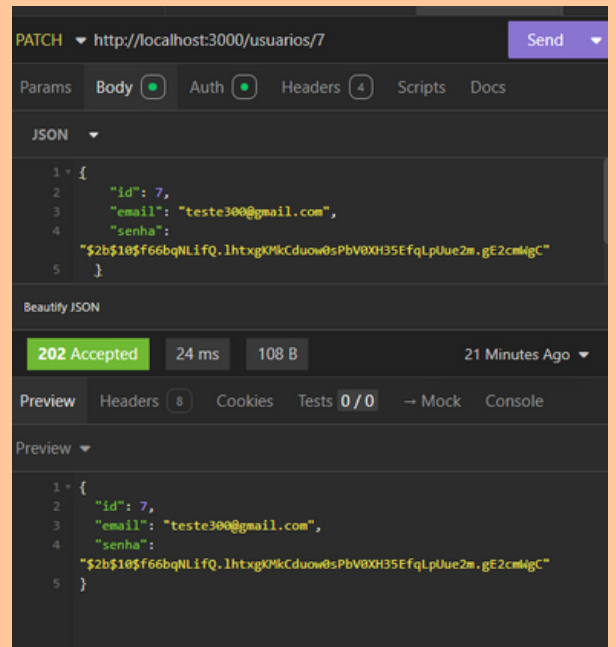 PATCH http://localhost:3000/usuarios/7 Send
Params Body Auth Headers 4 Scripts Docs
JSON
1 {
2 "id": 7,
3 "email": "teste300@gmail.com",
4 "senha":
"$2b$10$f66bqNLifQ.lhtxgKMkCduow0sPbV0XH35EfqLpUue2m.gE2cmWgC"
5 }
Beautify JSON
202 Accepted 24 ms 108 B 21 Minutes Ago
Preview Headers 8 Cookies Tests 0 / 0 → Mock Console
Preview
1 {
2 "id": 7,
3 "email": "teste300@gmail.com",
4 "senha":
"$2b$10$f66bqNLifQ.lhtxgKMkCduow0sPbV0XH35EfqLpUue2m.gE2cmWgC"
5 }